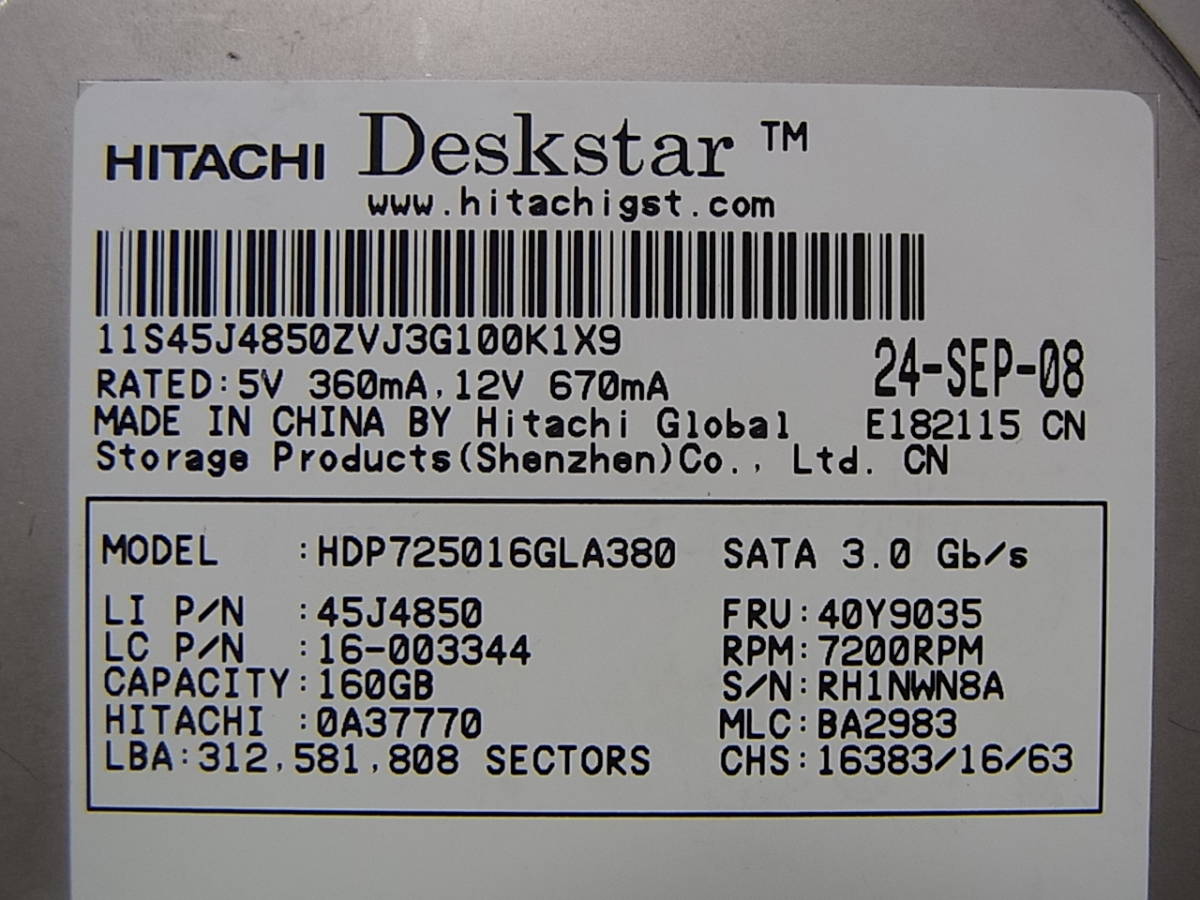 HITACHI Deskstar ™
www.hitachigst.com
11S45J4850ZVJ3G100K1X9
24-SEP-08
RATED:5V 360mA,12V 670mA
MADE IN CHINA BY Hitachi Global E182115 CN
Storage Products(Shenzhen)Co., Ltd. CN
MODEL :HDP725016GLA380 SATA 3.0 Gb/s
LI P/N :45J4850 FRU:40Y9035
LC P/N :16-003344 RPM:7200RPM
CAPACITY:160GB S/N:RH1NWN8A
HITACHI :0A37770 MLC:BA2983
LBA:312,581,808 SECTORS CHS:16383/16/63